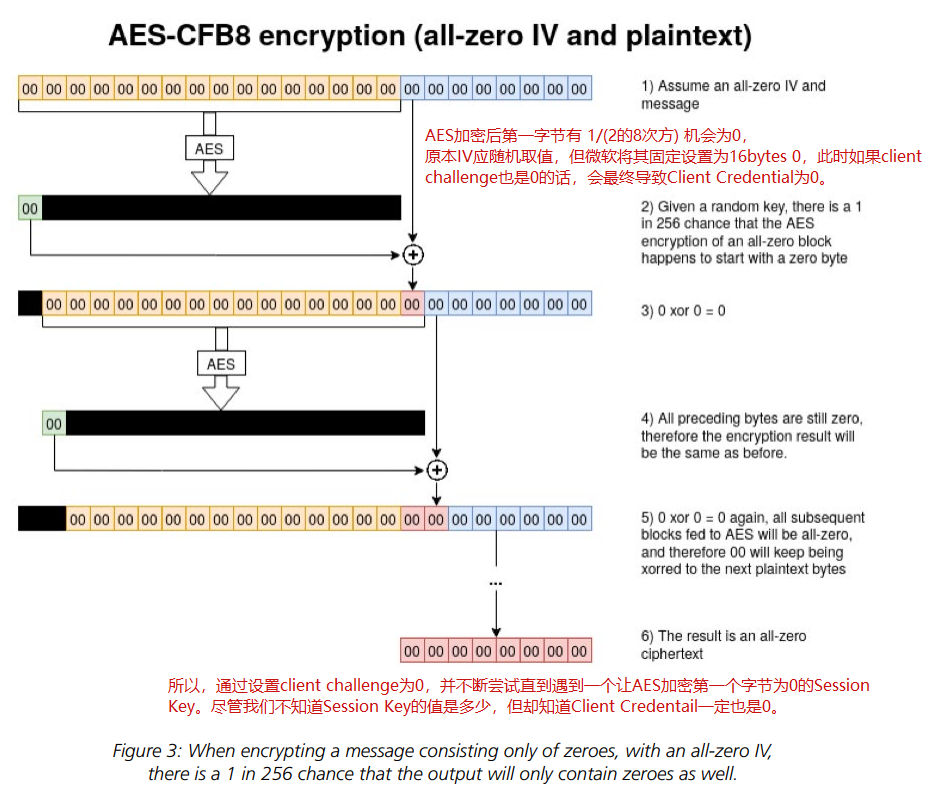 AES-CFB8 encryption (all-zero IV and plaintext)
00 00 00 00 00 00 00 00 00 00 00 00 00 00 00 00 00 00 00 00 00 00 00 00
1) Assume an all-zero IV and
message
AES加密后第一字节有 1/(2的8次方) 机会为0,
原本IV应随机取值，但微软将其固定设置为16bytes 0，此时如果client
challenge也是0的话，会最终导致Client Credential为0。
AES
00
2) Given a random key, there is a 1
in 256 chance that the AES
encryption of an all-zero block
happens to start with a zero byte
00 00 00 00 00 00 00 00 00 00 00 00 00 00 00 00 00 00 00 00 00 00 00
3) 0 xor 0 = 0
AES
00
4) All preceding bytes are still zero,
therefore the encryption result will
be the same as before.
00 00 00 00 00 00 00 00 00 00 00 00 00 00 00 00 00 00 00 00 00 00
5) 0 xor 0 = 0 again, all subsequent
blocks fed to AES will be all-zero,
and therefore 00 will keep being
xorred to the next plaintext bytes
...
00 00 00 00 00 00 00 00
6) The result is an all-zero
ciphertext
所以，通过设置client challenge为0，并不断尝试直到遇到一个让AES加密第一个字节为0的Session
Key。尽管我们不知道Session Key的值是多少，但却知道Client Credentail一定也是0。
Figure 3: When encrypting a message consisting only of zeroes, with an all-zero IV,
there is a 1 in 256 chance that the output will only contain zeroes as well.